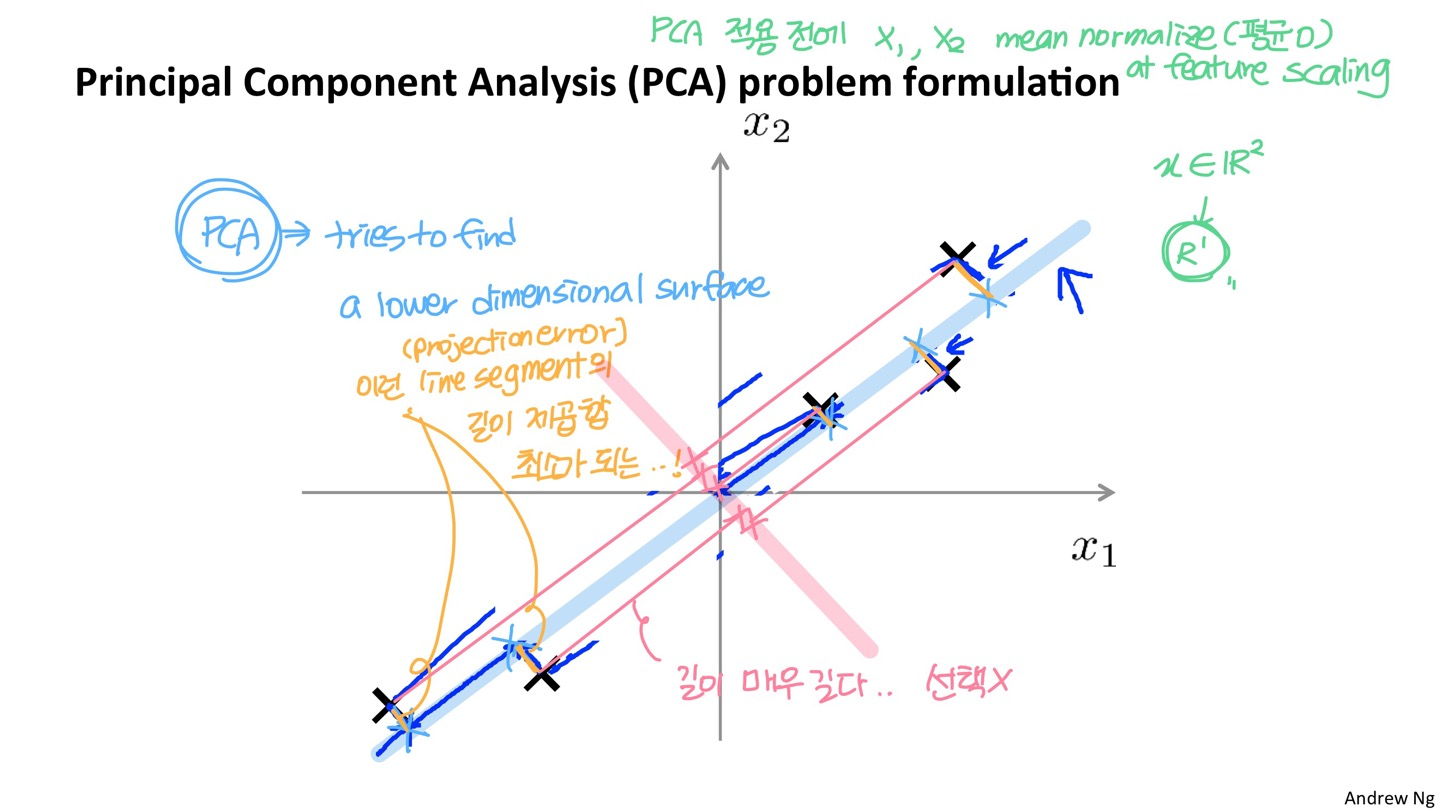 PCA 적용 전에 x₁, x₂ mean normalize (평균 0)
at feature scaling
Principal Component Analysis (PCA) problem formulation
x₂
x ∈ ℝ²
R¹
PCA ⇒ tries to find
a lower dimensional surface
(projection error)
이런 line segment의
길이 제곱합
최소가 되는 ..!
x₁
길이 매우 길다.. 선택X
Andrew Ng